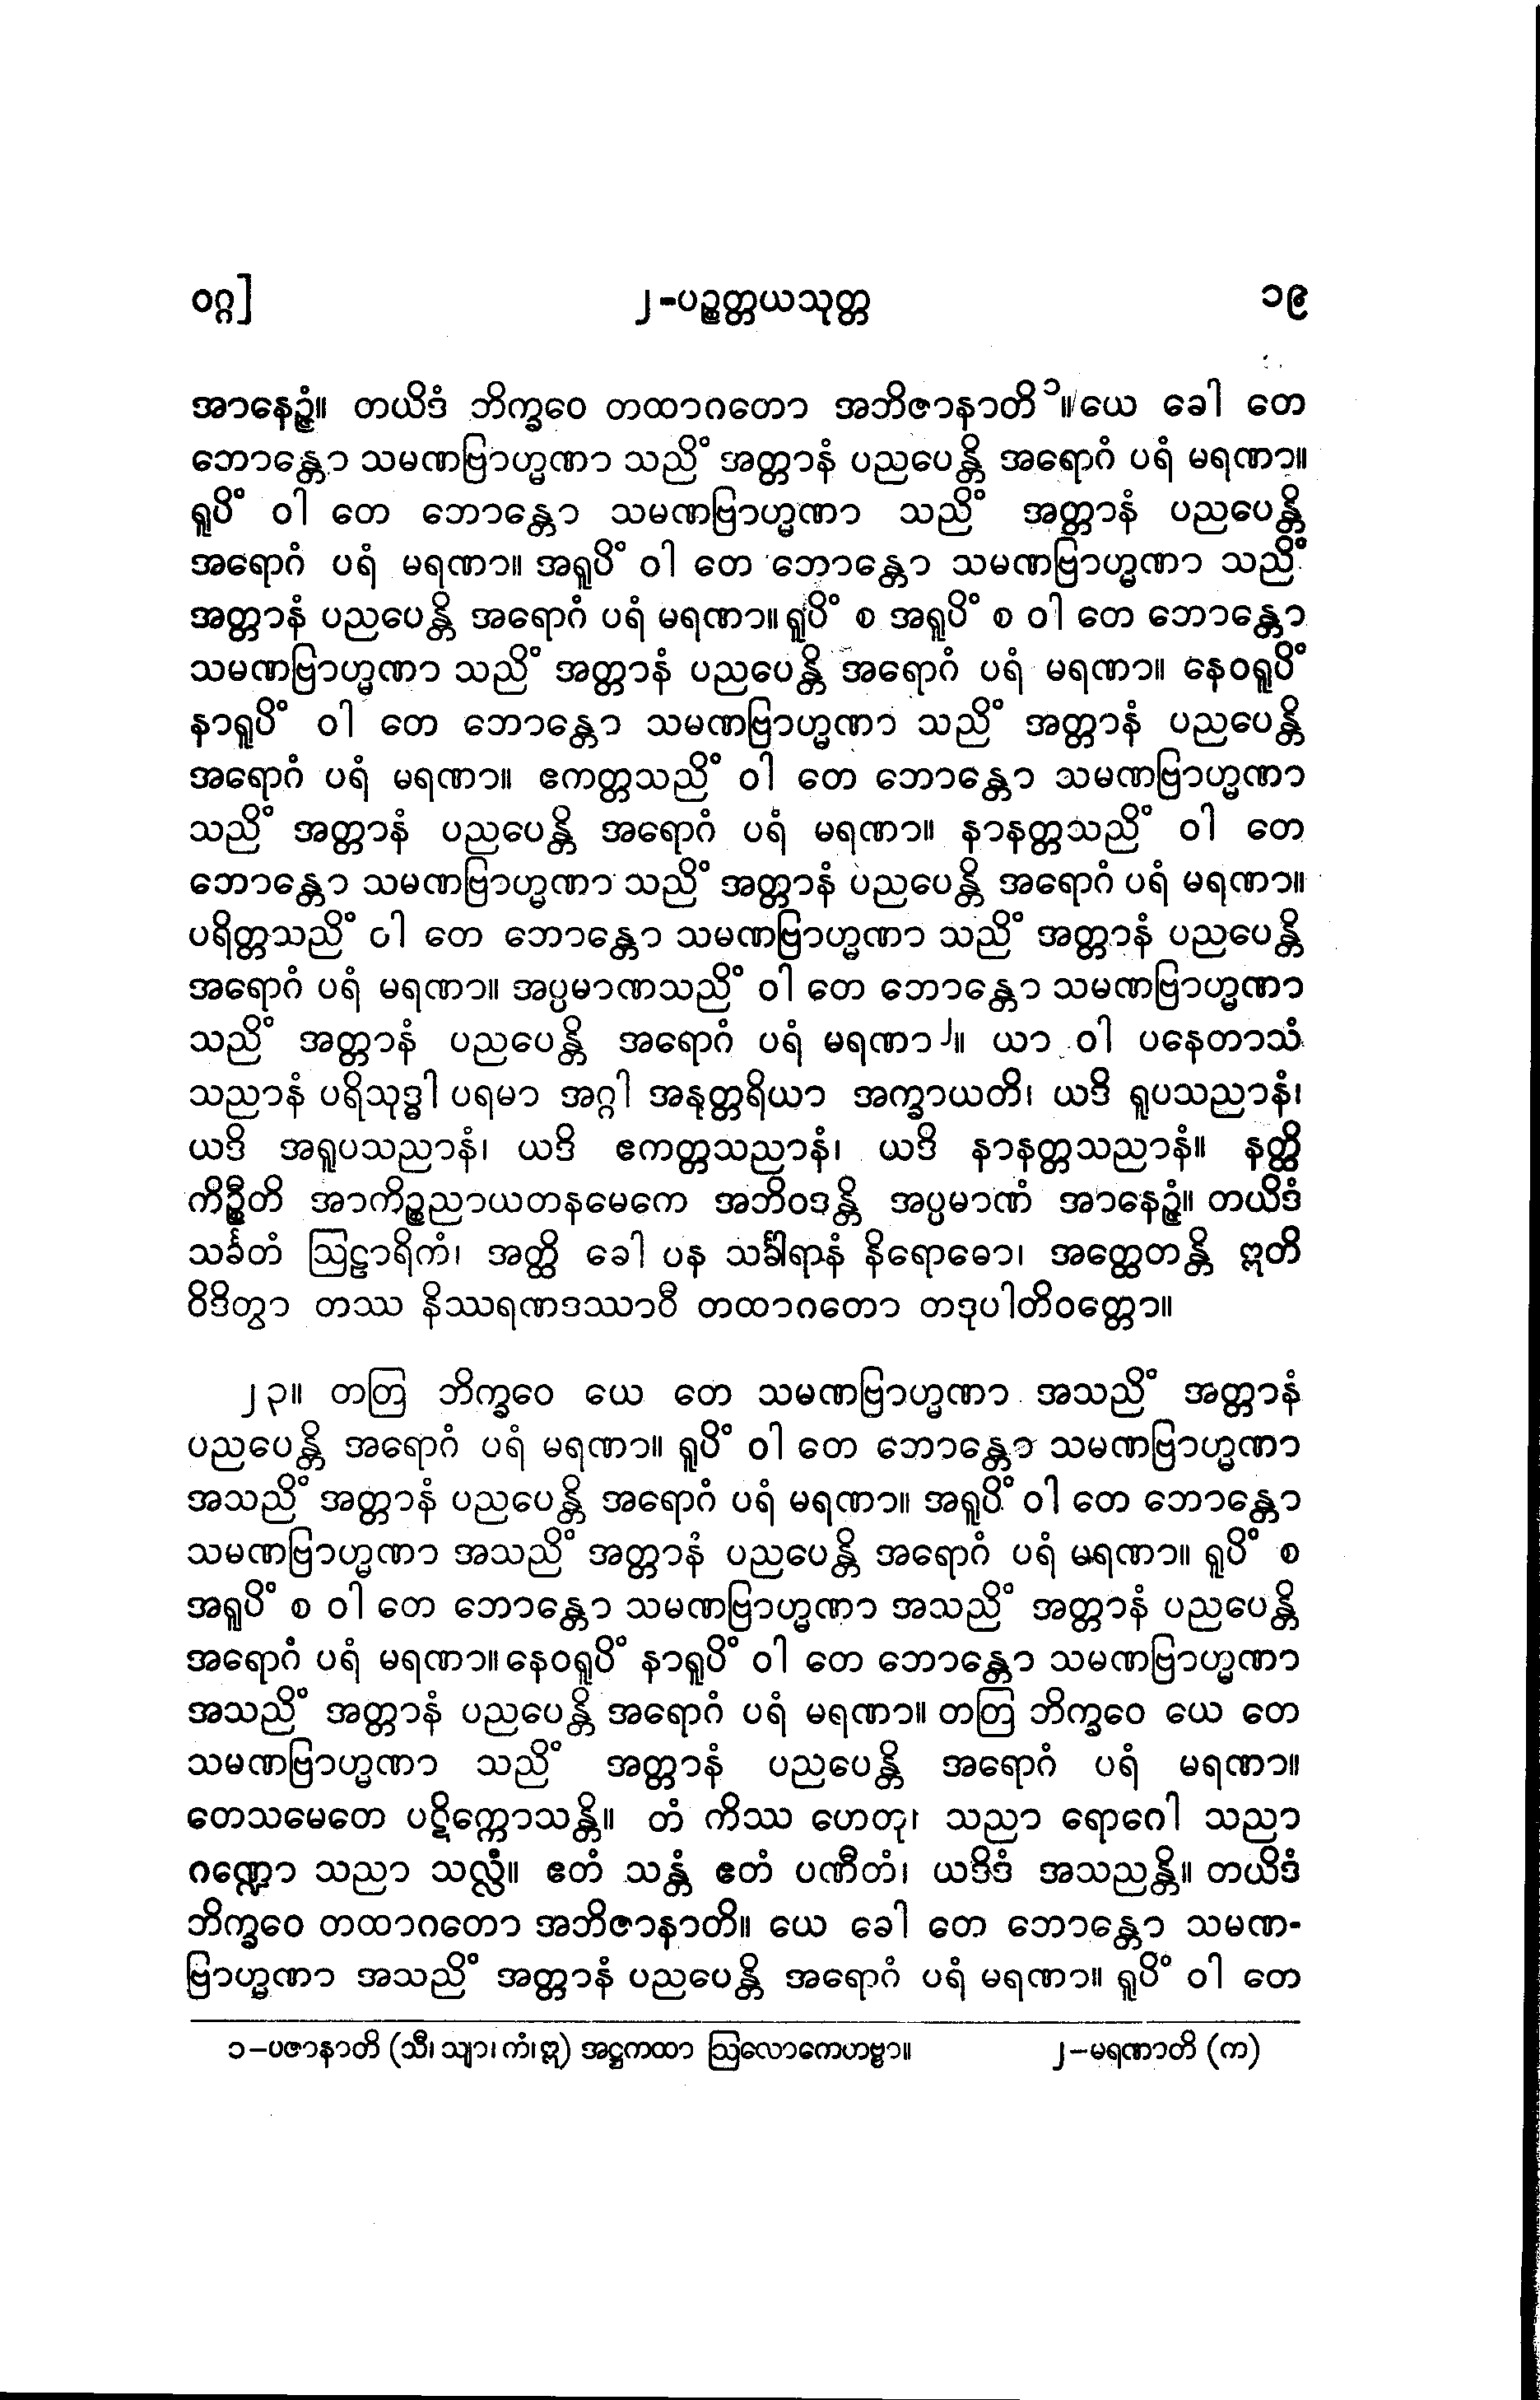 ဝဂ္ဂ] ၂-ပဉ္စတ္တယသုတ္တ ၁၉
အာနေဉ္ဇံ။ တယိဒံ ဘိက္ခဝေ တထာဂတော အဘိဇာနာတိ၁။ ယေ ခေါ တေ
ဘောန္တော သမဏဗြာဟ္မဏာ သညိံ အတ္တာနံ ပညပေန္တိ အရောဂံ ပရံ မရဏာ။
ရူပိံ ဝါ တေ ဘောန္တော သမဏဗြာဟ္မဏာ သညိံ အတ္တာနံ ပညပေန္တိ
အရောဂံ ပရံ မရဏာ။ အရူပိံ ဝါ တေ ဘောန္တော သမဏဗြာဟ္မဏာ သညိံ
အတ္တာနံ ပညပေန္တိ အရောဂံ ပရံ မရဏာ။ ရူပိံ စ အရူပိံ စ ဝါ တေ ဘောန္တော
သမဏဗြာဟ္မဏာ သညိံ အတ္တာနံ ပညပေန္တိ အရောဂံ ပရံ မရဏာ။ နေဝရူပိံ
နာရူပိံ ဝါ တေ ဘောန္တော သမဏဗြာဟ္မဏာ သညိံ အတ္တာနံ ပညပေန္တိ
အရောဂံ ပရံ မရဏာ။ ဧကတ္တသညိံ ဝါ တေ ဘောန္တော သမဏဗြာဟ္မဏာ
သညိံ အတ္တာနံ ပညပေန္တိ အရောဂံ ပရံ မရဏာ။ နာနတ္တသညိံ ဝါ တေ
ဘောန္တော သမဏဗြာဟ္မဏာ သညိံ အတ္တာနံ ပညပေန္တိ အရောဂံ ပရံ မရဏာ။
ပရိတ္တသညိံ ဝါ တေ ဘောန္တော သမဏဗြာဟ္မဏာ သညိံ အတ္တာနံ ပညပေန္တိ
အရောဂံ ပရံ မရဏာ။ အပ္ပမာဏသညိံ ဝါ တေ ဘောန္တော သမဏဗြာဟ္မဏာ
သညိံ အတ္တာနံ ပညပေန္တိ အရောဂံ ပရံ မရဏာ၂။ ယာ ဝါ ပနေတာသံ
သညာနံ ပရိသုဒ္ဓါ ပရမာ အဂ္ဂါ အနုတ္တရိယာ အက္ခာယတိ၊ ယဒိ ရူပသညာနံ၊
ယဒိ အရူပသညာနံ၊ ယဒိ ဧကတ္တသညာနံ၊ ယဒိ နာနတ္တသညာနံ။ နတ္ထိ
ကိဉ္စီတိ အာကိဉ္စညာယတနမေကေ အဘိဝဒန္တိ အပ္ပမာဏံ အာနေဉ္ဇံ။ တယိဒံ
သင်္ခတံ ဩဠာရိကံ၊ အတ္ထိ ခေါ ပန သင်္ခါရာနံ နိရောဓော၊ အတ္ထေတန္တိ ဣတိ
ဝိဒိတွာ တဿ နိဿရဏဒဿာဝီ တထာဂတော တဒုပါတိဝတ္တော။
၂၃။ တတြ ဘိက္ခဝေ ယေ တေ သမဏဗြာဟ္မဏာ အသညိံ အတ္တာနံ
ပညပေန္တိ အရောဂံ ပရံ မရဏာ။ ရူပိံ ဝါ တေ ဘောန္တော သမဏဗြာဟ္မဏာ
အသညိံ အတ္တာနံ ပညပေန္တိ အရောဂံ ပရံ မရဏာ။ အရူပိံ ဝါ တေ ဘောန္တော
သမဏဗြာဟ္မဏာ အသညိံ အတ္တာနံ ပညပေန္တိ အရောဂံ ပရံ မရဏာ။ ရူပိံ စ
အရူပိံ စ ဝါ တေ ဘောန္တော သမဏဗြာဟ္မဏာ အသညိံ အတ္တာနံ ပညပေန္တိ
အရောဂံ ပရံ မရဏာ။ နေဝရူပိံ နာရူပိံ ဝါ တေ ဘောန္တော သမဏဗြာဟ္မဏာ
အသညိံ အတ္တာနံ ပညပေန္တိ အရောဂံ ပရံ မရဏာ။ တတြ ဘိက္ခဝေ ယေ တေ
သမဏဗြာဟ္မဏာ သညိံ အတ္တာနံ ပညပေန္တိ အရောဂံ ပရံ မရဏာ။
တေသမေတေ ပဋိက္ကောသန္တိ။ တံ ကိဿ ဟေတု၊ သညာ ရောဂေါ သညာ
ဂဏ္ဍော သညာ သလ္လံ။ ဧတံ သန္တံ ဧတံ ပဏီတံ၊ ယဒိဒံ အသညန္တိ။ တယိဒံ
ဘိက္ခဝေ တထာဂတော အဘိဇာနာတိ။ ယေ ခေါ တေ ဘောန္တော သမဏ-
ဗြာဟ္မဏာ အသညိံ အတ္တာနံ ပညပေန္တိ အရောဂံ ပရံ မရဏာ။ ရူပိံ ဝါ တေ
၁-ပဇာနာတိ (သီ၊ သျာ၊ ကံ၊ ဣ) အဋ္ဌကထာ ဩလောကေတဗ္ဗာ။ ၂-မရဏာတိ (က)